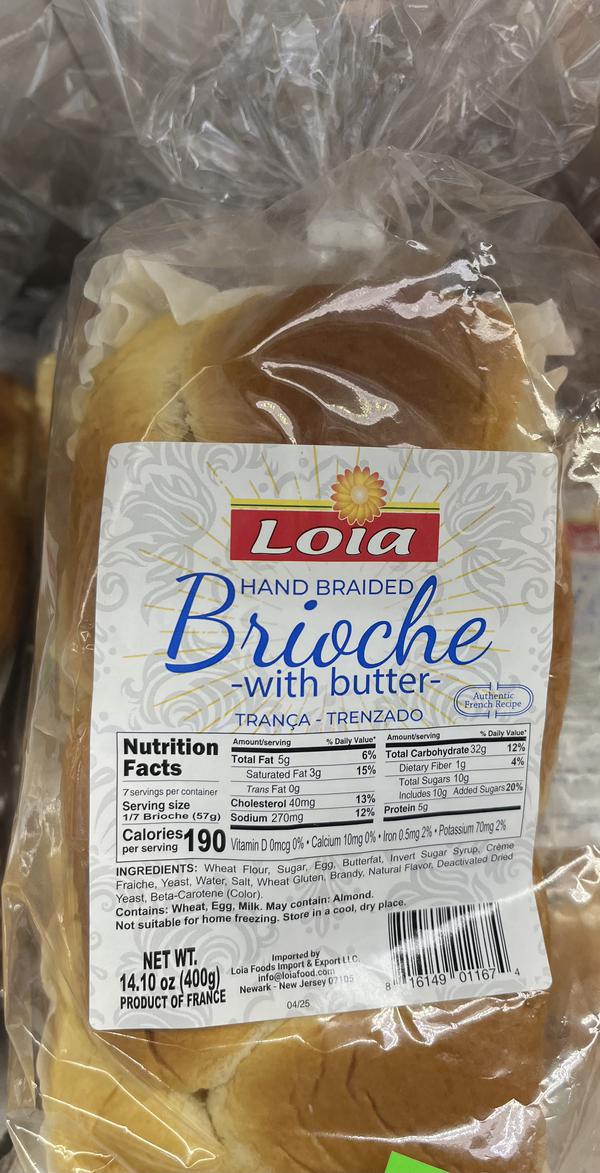 Loia
HAND BRAIDED
Brioche
-with butter-
Authentic
French Recipe
TRANÇA - TRENZADO
Nutrition
Facts
7 servings per container
Serving size
1/7 Brioche (57g)
Calories
per serving 190
Amount/serving % Daily Value*
Total Fat 5g 6%
Saturated Fat 3g 15%
Trans Fat 0g
Cholesterol 40mg 13%
Sodium 270mg 12%
Amount/serving % Daily Value*
Total Carbohydrate 32g 12%
Dietary Fiber 1g 4%
Total Sugars 10g
Includes 10g Added Sugars 20%
Protein 5g
Vitamin D 0mcg 0% • Calcium 10mg 0% • Iron 0.5mg 2% • Potassium 70mg 2%
INGREDIENTS: Wheat Flour, Sugar, Egg, Butterfat, Invert Sugar Syrup, Crème
Fraiche, Yeast, Water, Salt, Wheat Gluten, Brandy, Natural Flavor, Deactivated Dried
Yeast, Beta-Carotene (Color).
Contains: Wheat, Egg, Milk. May contain: Almond.
Not suitable for home freezing. Store in a cool, dry place.
NET WT.
14.10 oz (400g)
PRODUCT OF FRANCE
Imported by
Loia Foods Import & Export LLC.
info@loiafood.com
Newark - New Jersey 07105
04/25
8 16149 01167 4